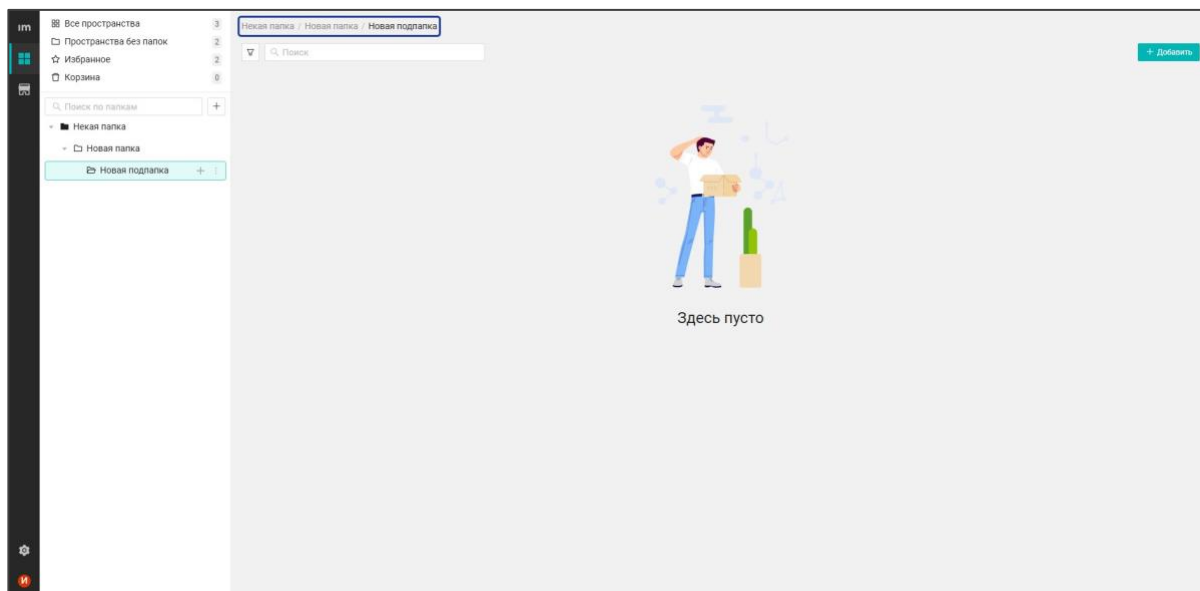 im
Все пространства 3
Пространства без папок 2
Избранное 2
Корзина 0
Поиск по папкам
Некая папка
Новая папка
Новая подпапка
Некая папка / Новая папка / Новая подпапка
Поиск
+ Добавить
Здесь пусто
И